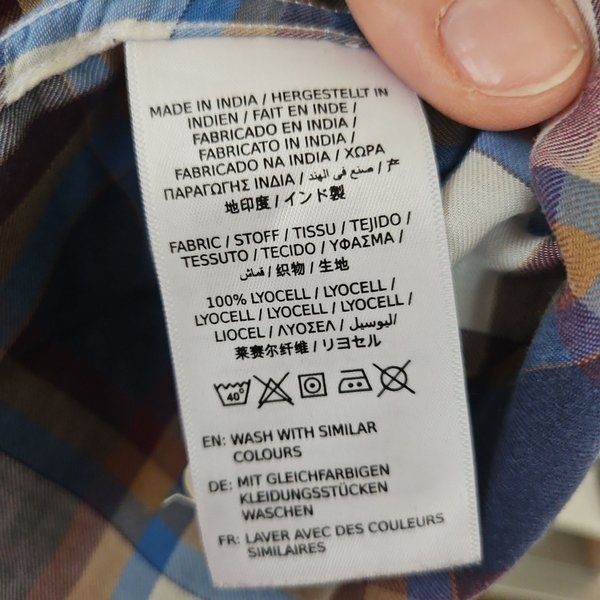 MADE IN INDIA / HERGESTELLT IN
INDIEN / FAIT EN INDE /
FABRICADO EN INDIA /
FABRICATO IN INDIA /
FABRICADO NA INDIA / ΧΩΡΑ
ΠΑΡΑΓΩΓΗΣ ΙΝΔΙΑ / صنع في الهند / 产
地印度 / インド製
FABRIC / STOFF / TISSU / TEJIDO /
TESSUTO / TECIDO / ΥΦΑΣΜΑ /
قماش / 织物 / 生地
100% LYOCELL / LYOCELL /
LYOCELL / LYOCELL / LYOCELL /
LIOCEL / ΛΥΟΣΕΛ / اليوسيل/
莱赛尔纤维 / リヨセル
40°
EN: WASH WITH SIMILAR
COLOURS
DE: MIT GLEICHFARBIGEN
KLEIDUNGSSTÜCKEN
WASCHEN
FR: LAVER AVEC DES COULEURS
SIMILAIRES